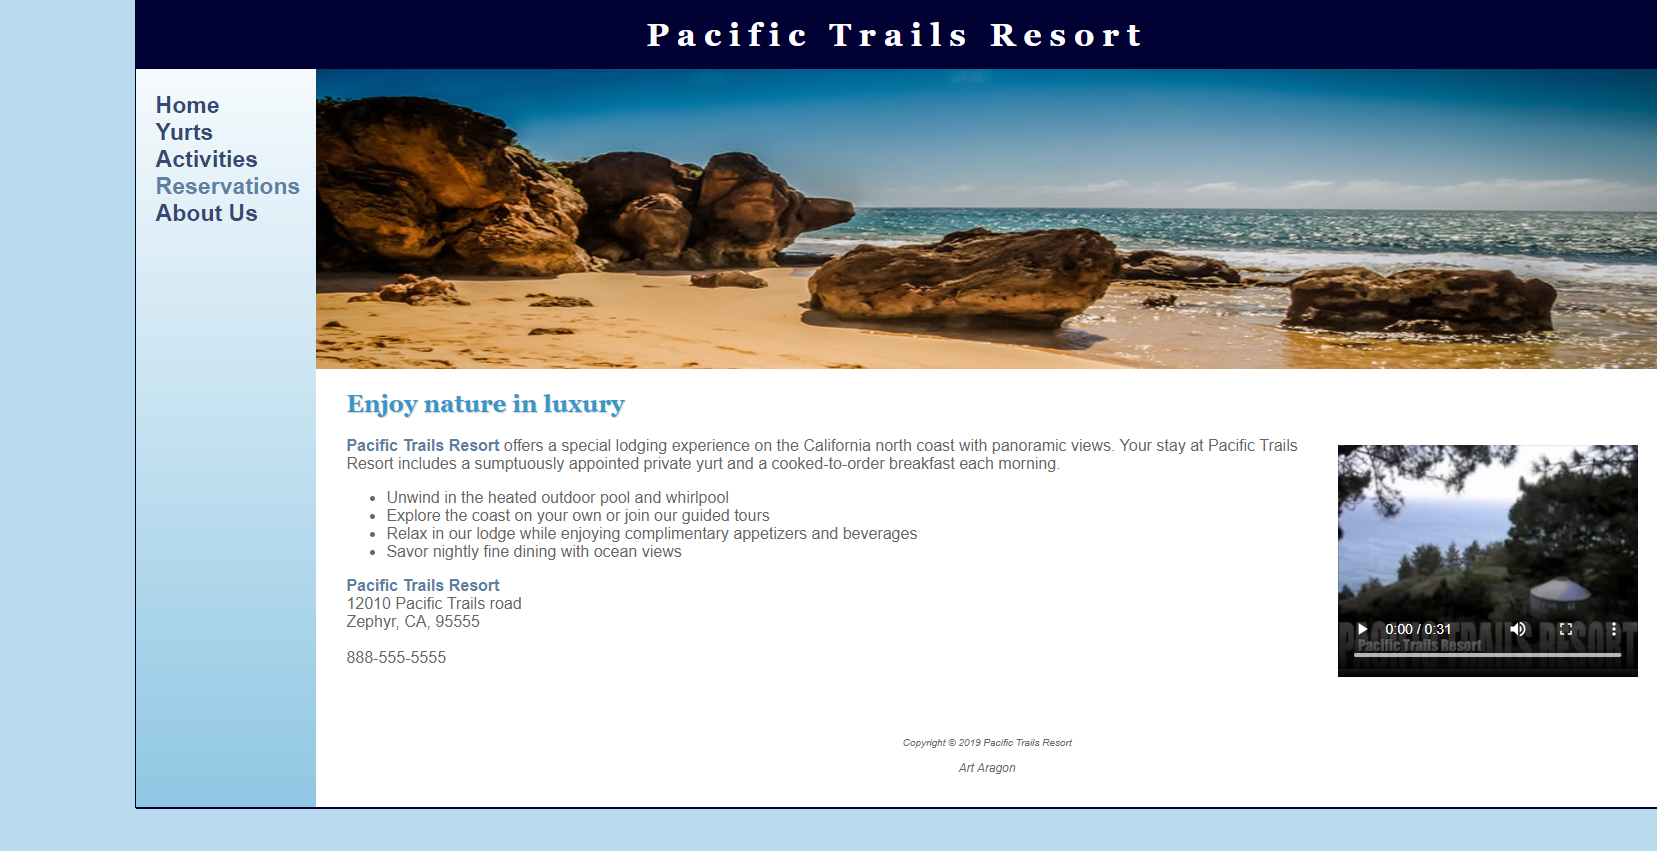 Pacific Trails Resort
Home
Yurts
Activities
Reservations
About Us
Enjoy nature in luxury
Pacific Trails Resort offers a special lodging experience on the California north coast with panoramic views. Your stay at Pacific Trails
Resort includes a sumptuously appointed private yurt and a cooked-to-order breakfast each morning.
• Unwind in the heated outdoor pool and whirlpool
• Explore the coast on your own or join our guided tours
• Relax in our lodge while enjoying complimentary appetizers and beverages
• Savor nightly fine dining with ocean views
Pacific Trails Resort
12010 Pacific Trails road
Zephyr, CA, 95555
888-555-5555
0:00 / 0:31
PACIFIC TRAILS RESORT
Pacific Trails Resort
Copyright © 2019 Pacific Trails Resort
Art Aragon